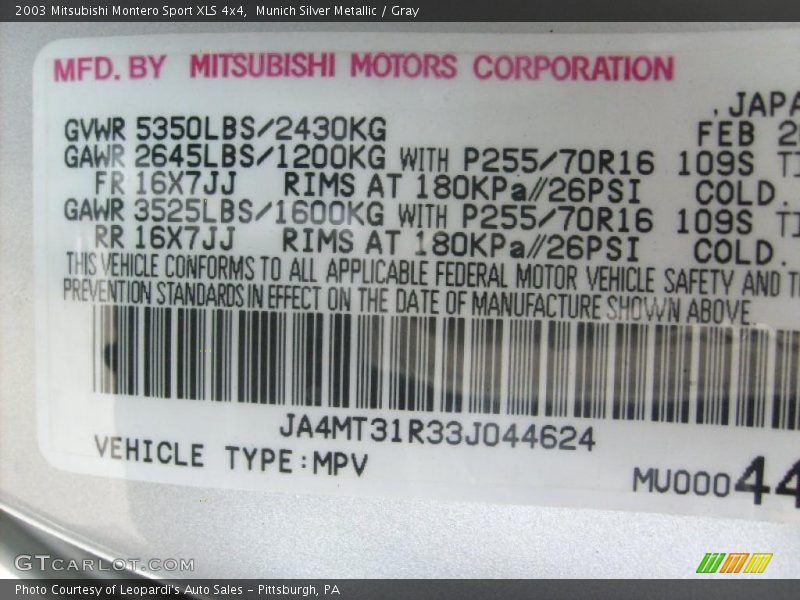 2003 Mitsubishi Montero Sport XLS 4x4,  Munich Silver Metallic / Gray
MFD. BY MITSUBISHI MOTORS CORPORATION
, JAPA
GVWR 5350LBS/2430KG FEB 2
GAWR 2645LBS/1200KG WITH P255/70R16 109S TI
FR 16X7JJ RIMS AT 180KPa//26PSI COLD.
GAWR 3525LBS/1600KG WITH P255/70R16 109S TI
RR 16X7JJ RIMS AT 180KPa//26PSI COLD.
THIS VEHICLE CONFORMS TO ALL APPLICABLE FEDERAL MOTOR VEHICLE SAFETY AND TH
PREVENTION STANDARDS IN EFFECT ON THE DATE OF MANUFACTURE SHOWN ABOVE.
JA4MT31R33J044624
VEHICLE TYPE:MPV
MU000 44
GTCARLOT.COM
Photo Courtesy of Leopardi's Auto Sales - Pittsburgh, PA